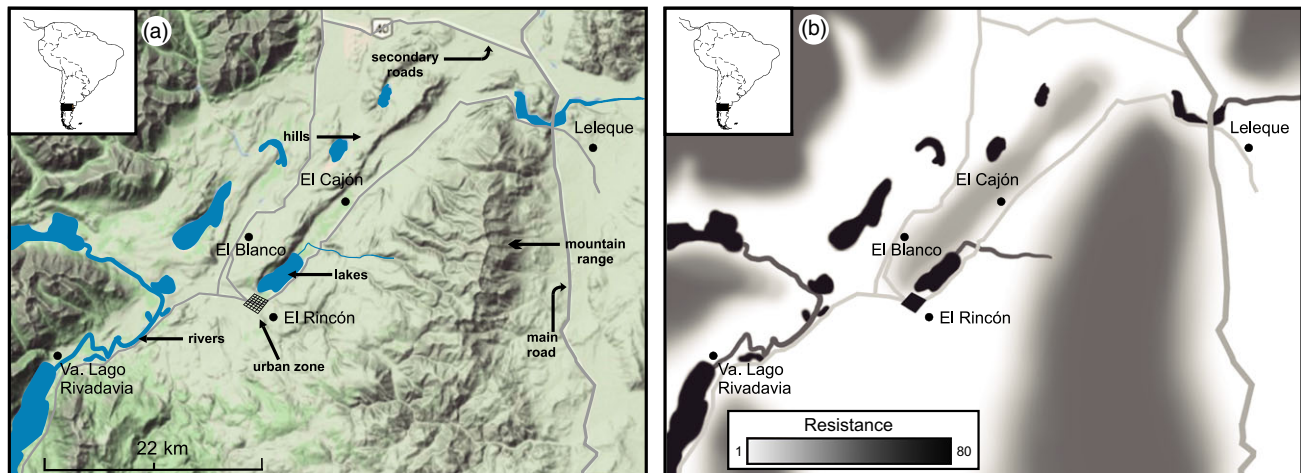 (a)
40
secondary
roads
Leleque
hills
El Cajón
El Blanco
mountain
range
lakes
El Rincón
main
road
rivers
urban zone
Va. Lago
Rivadavia
22 km
(b)
Leleque
El Cajón
El Blanco
El Rincón
Va. Lago
Rivadavia
Resistance
1
80